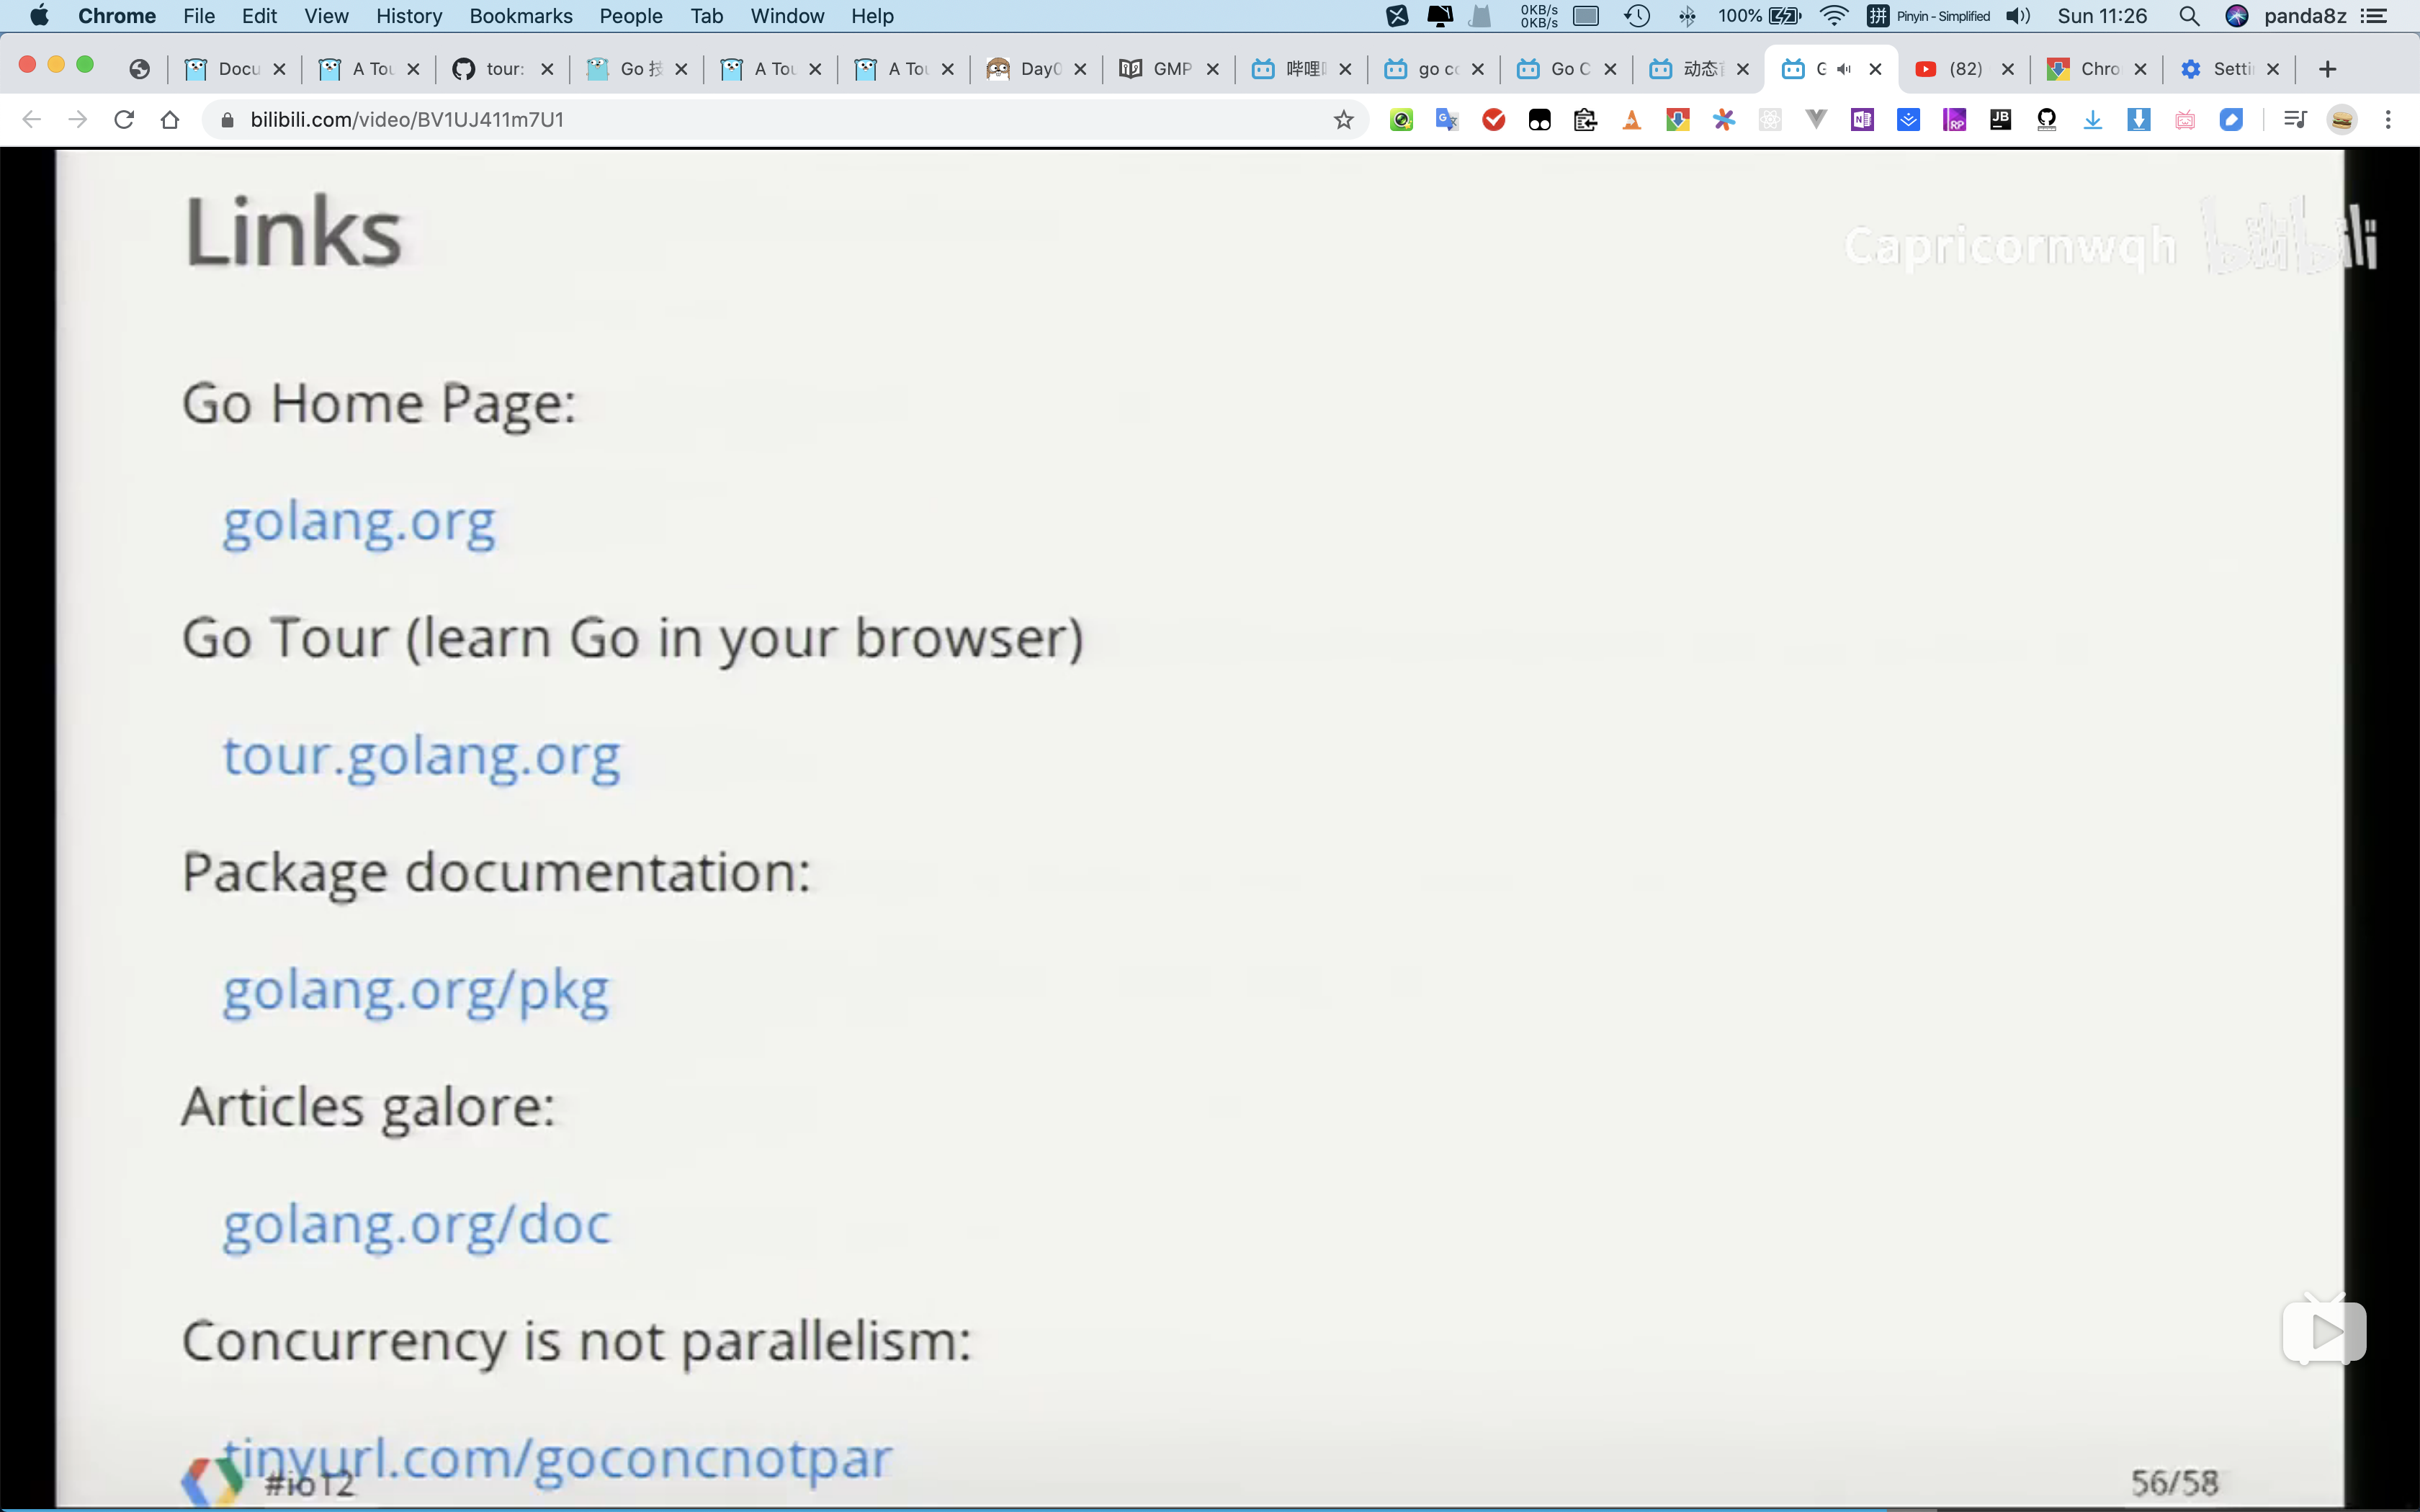 Chrome File Edit View History Bookmarks People Tab Window Help 0KB/s 0KB/s 100% Pinyin - Simplified Sun 11:26 panda8z
Docu A Tou tour: Go 技 A Tou A Tou Day0 GMP 哔哩 go co Go C 动态 G (82) Chro Setti
bilibili.com/video/BV1UJ411m7U1
Links
Capricornwqh bilibili
Go Home Page:
golang.org
Go Tour (learn Go in your browser)
tour.golang.org
Package documentation:
golang.org/pkg
Articles galore:
golang.org/doc
Concurrency is not parallelism:
tinyurl.com/goconcnotpar
#io12
56/58